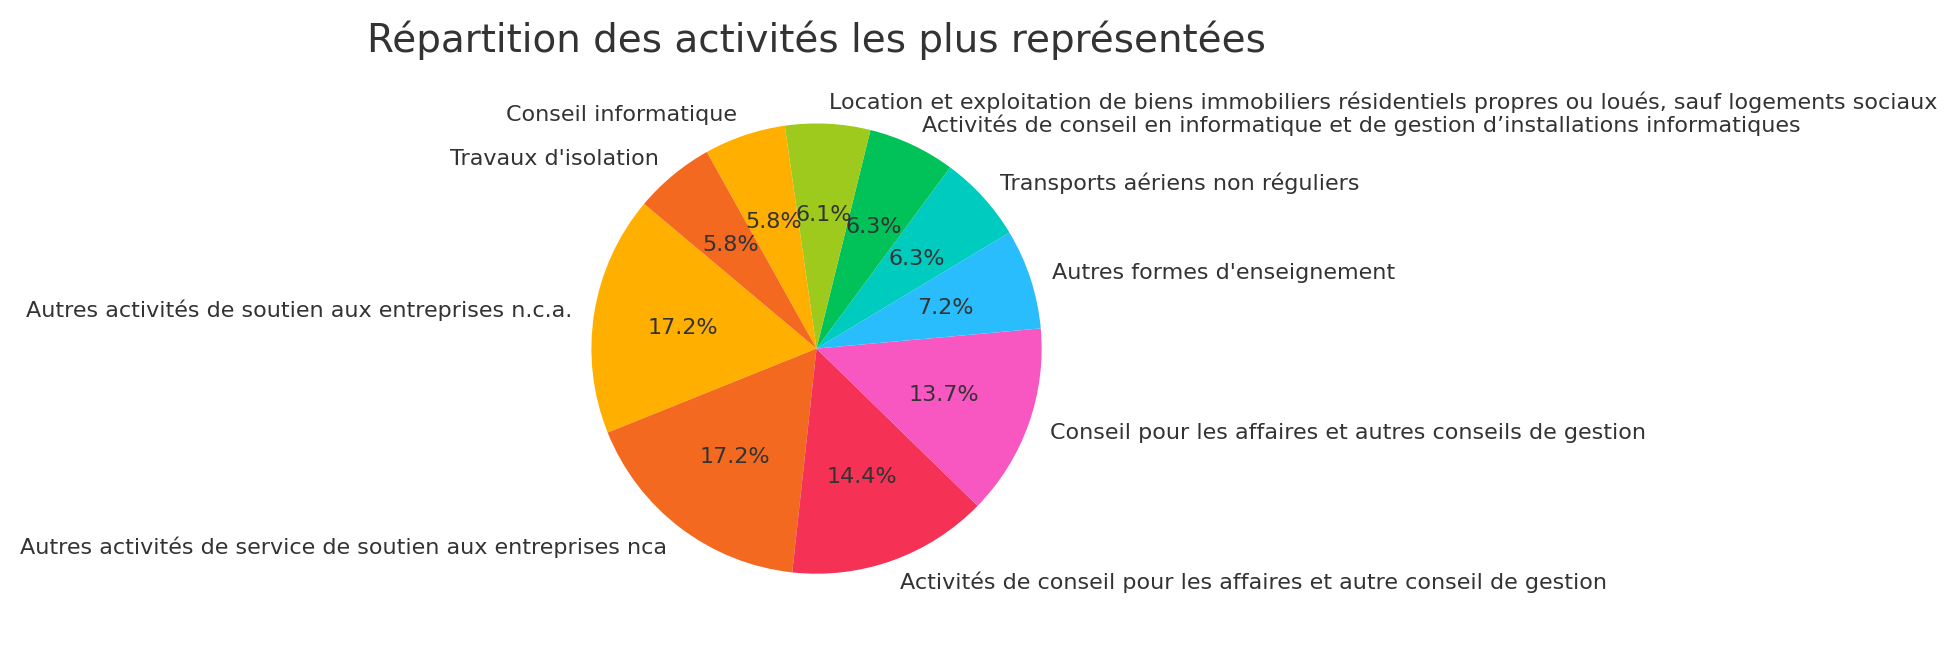 Répartition des activités les plus représentées
Location et exploitation de biens immobiliers résidentiels propres ou loués, sauf logements sociaux
Conseil informatique
Activités de conseil en informatique et de gestion d’installations informatiques
Travaux d'isolation
Transports aériens non réguliers
6.1%
5.8%
6.3%
5.8%
6.3%
Autres formes d'enseignement
7.2%
Autres activités de soutien aux entreprises n.c.a.
17.2%
13.7%
Conseil pour les affaires et autres conseils de gestion
17.2%
14.4%
Autres activités de service de soutien aux entreprises nca
Activités de conseil pour les affaires et autre conseil de gestion